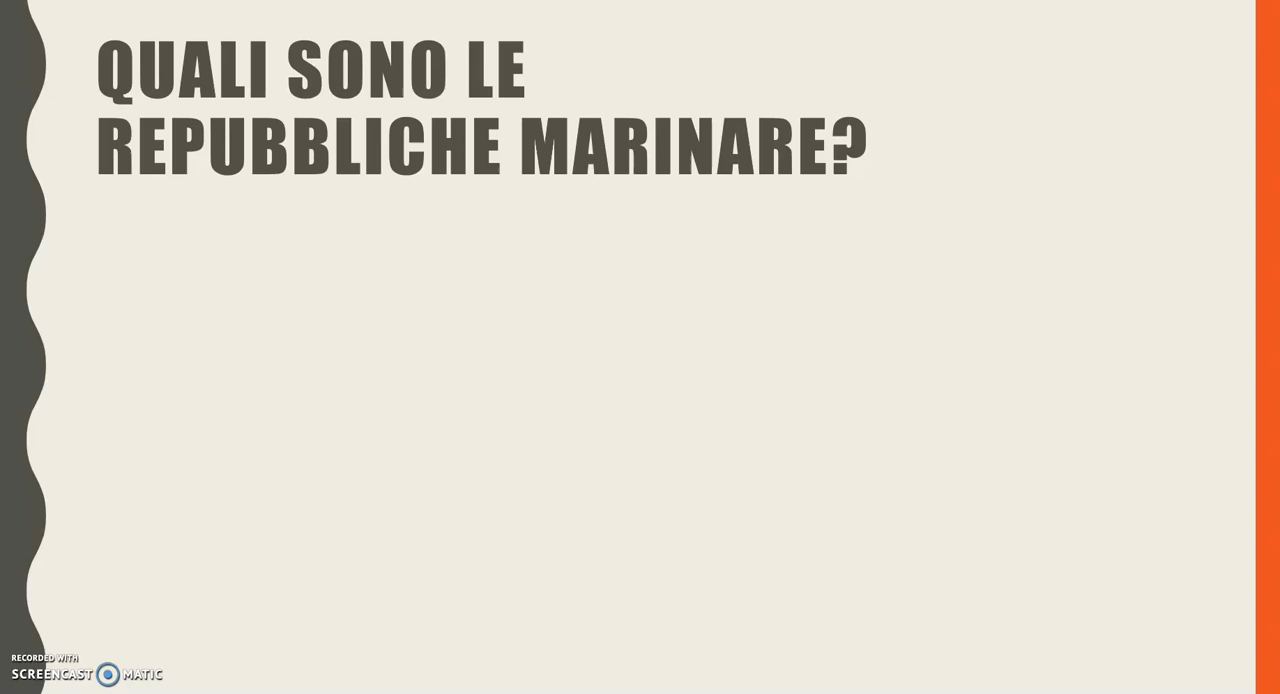 QUALI SONO LE
REPUBBLICHE MARINARE?
RECORDED WITH
SCREENCAST MATIC